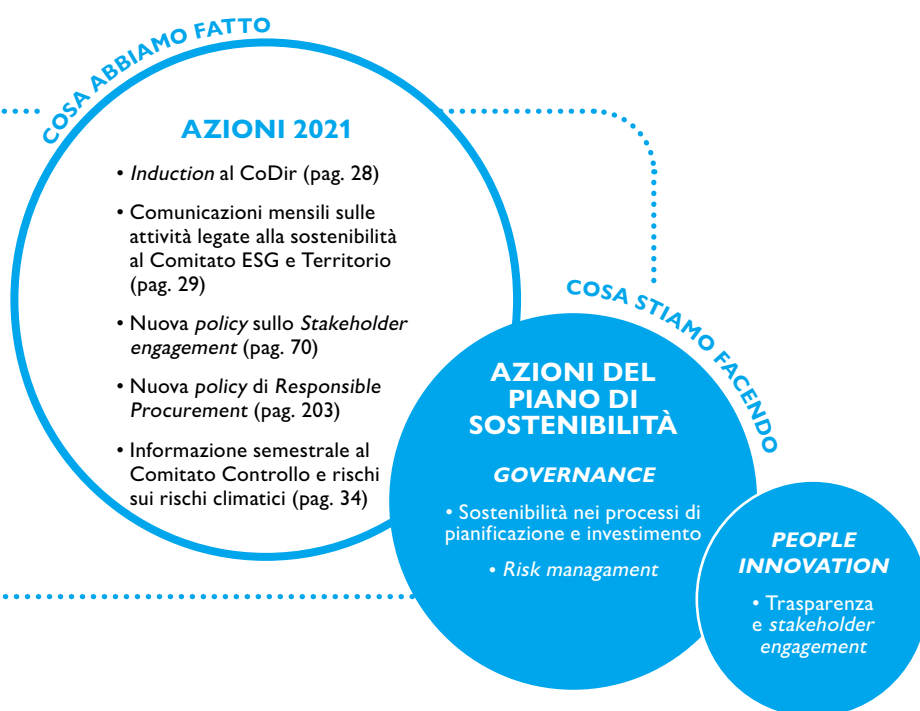 COSA ABBIAMO FATTO
AZIONI 2021
• Induction al CoDir (pag. 28)
• Comunicazioni mensili sulle
attività legate alla sostenibilità
al Comitato ESG e Territorio
(pag. 29)
• Nuova policy sullo Stakeholder
engagement (pag. 70)
• Nuova policy di Responsible
Procurement (pag. 203)
• Informazione semestrale al
Comitato Controllo e rischi
sui rischi climatici (pag. 34)
COSA STIAMO FACENDO
AZIONI DEL
PIANO DI
SOSTENIBILITÀ
GOVERNANCE
• Sostenibilità nei processi di
pianificazione e investimento
• Risk managament
PEOPLE
INNOVATION
• Trasparenza
e stakeholder
engagement